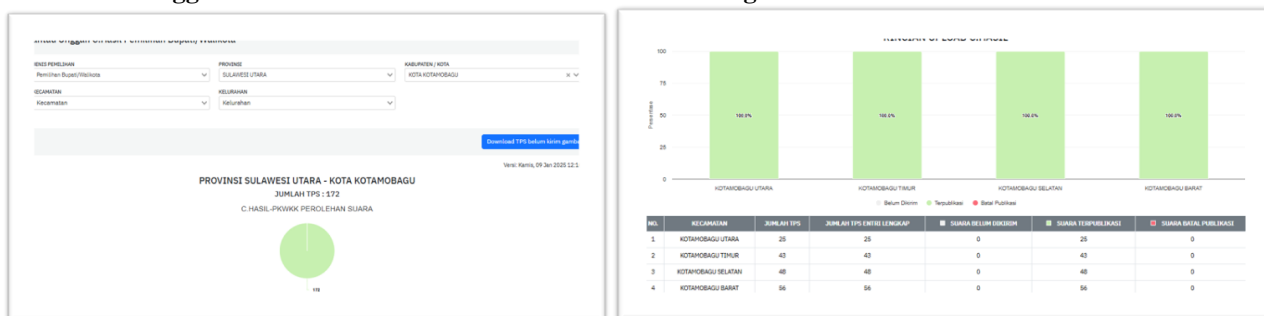 JENIS PEMILIHAN PROVINSI KABUPATEN / KOTA
Pemilihan Bupati/Walikota SULAWESI UTARA KOTA KOTAMOBAGU
KECAMATAN KELURAHAN
Kecamatan Kelurahan
Download TPS belum kirim gamba
Versi: Kamis, 09 Jan 2025 12:1
PROVINSI SULAWESI UTARA - KOTA KOTAMOBAGU
JUMLAH TPS : 172
C.HASIL-PKWKK PEROLEHAN SUARA
172
RINCIAN UPLOAD C.HASIL
Persentase
100
75
50
25
0
100.0% 100.0% 100.0% 100.0%
KOTAMOBAGU UTARA KOTAMOBAGU TIMUR KOTAMOBAGU SELATAN KOTAMOBAGU BARAT
Belum Dikirim Terpublikasi Batal Publikasi
NO. KECAMATAN JUMLAH TPS JUMLAH TPS ENTRI LENGKAP SUARA BELUM DIKIRIM SUARA TERPUBLIKASI SUARA BATAL PUBLIKASI
1 KOTAMOBAGU UTARA 25 25 0 25 0
2 KOTAMOBAGU TIMUR 43 43 0 43 0
3 KOTAMOBAGU SELATAN 48 48 0 48 0
4 KOTAMOBAGU BARAT 56 56 0 56 0